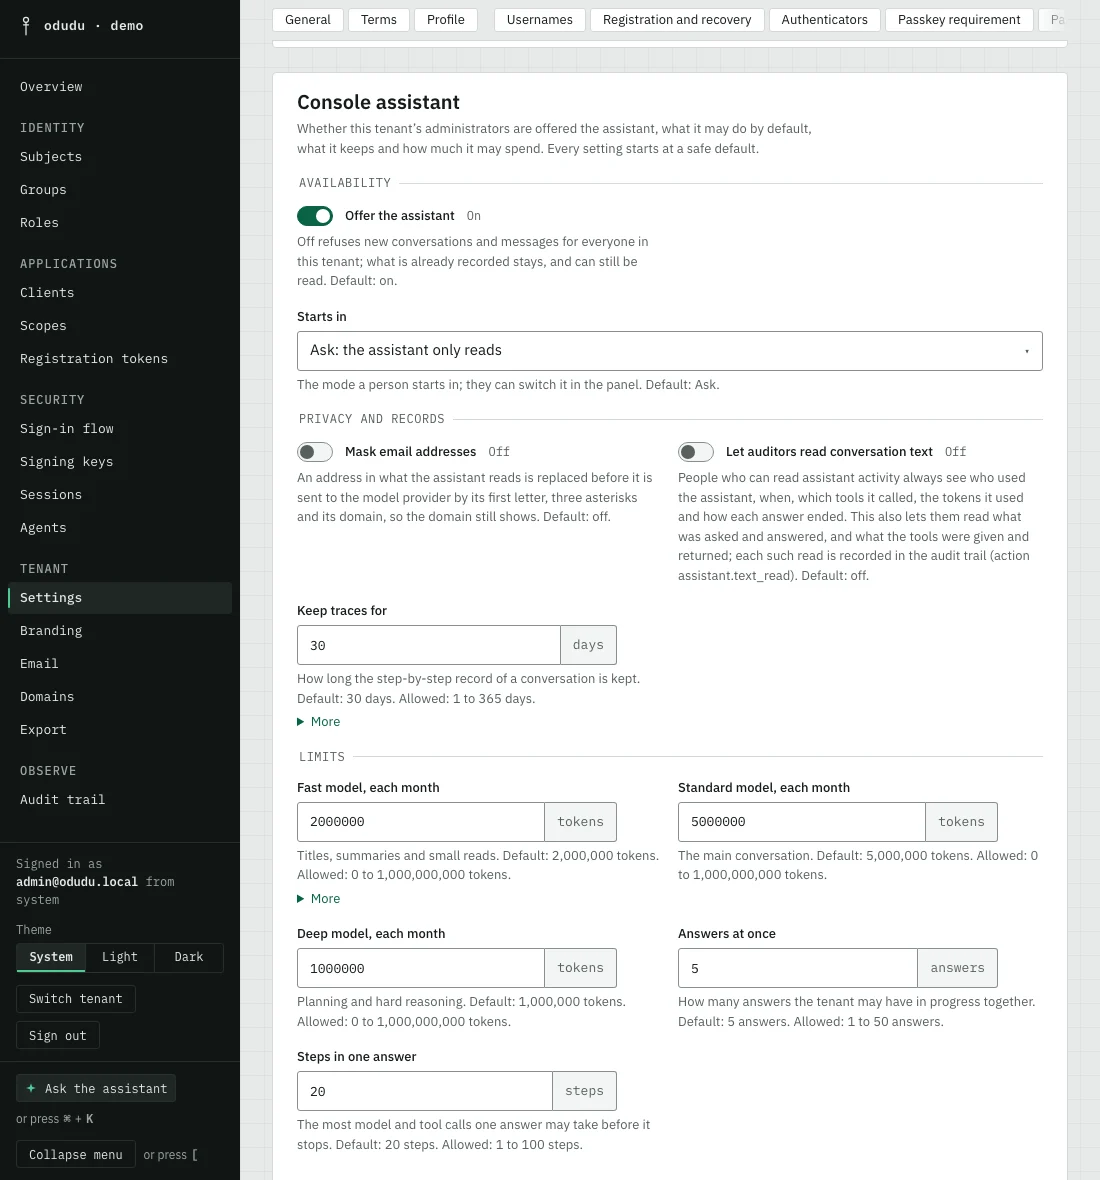 odudu · demo
Overview
IDENTITY
Subjects
Groups
Roles
APPLICATIONS
Clients
Scopes
Registration tokens
SECURITY
Sign-in flow
Signing keys
Sessions
Agents
TENANT
Settings
Branding
Email
Domains
Export
OBSERVE
Audit trail
Signed in as
admin@odudu.local from
system
Theme
System Light Dark
Switch tenant
Sign out
Ask the assistant
or press ⌘ + K
Collapse menu or press [
General Terms Profile Usernames Registration and recovery Authenticators Passkey requirement Pa
Console assistant
Whether this tenant’s administrators are offered the assistant, what it may do by default,
what it keeps and how much it may spend. Every setting starts at a safe default.
AVAILABILITY
Offer the assistant On
Off refuses new conversations and messages for everyone in
this tenant; what is already recorded stays, and can still be
read. Default: on.
Starts in
Ask: the assistant only reads
The mode a person starts in; they can switch it in the panel. Default: Ask.
PRIVACY AND RECORDS
Mask email addresses Off
An address in what the assistant reads is replaced before it is
sent to the model provider by its first letter, three asterisks
and its domain, so the domain still shows. Default: off.
Let auditors read conversation text Off
People who can read assistant activity always see who used
the assistant, when, which tools it called, the tokens it used
and how each answer ended. This also lets them read what
was asked and answered, and what the tools were given and
returned; each such read is recorded in the audit trail (action
assistant.text_read). Default: off.
Keep traces for
30 days
How long the step-by-step record of a conversation is kept.
Default: 30 days. Allowed: 1 to 365 days.
More
LIMITS
Fast model, each month
2000000 tokens
Titles, summaries and small reads. Default: 2,000,000 tokens.
Allowed: 0 to 1,000,000,000 tokens.
More
Standard model, each month
5000000 tokens
The main conversation. Default: 5,000,000 tokens. Allowed: 0
to 1,000,000,000 tokens.
Deep model, each month
1000000 tokens
Planning and hard reasoning. Default: 1,000,000 tokens.
Allowed: 0 to 1,000,000,000 tokens.
Answers at once
5 answers
How many answers the tenant may have in progress together.
Default: 5 answers. Allowed: 1 to 50 answers.
Steps in one answer
20 steps
The most model and tool calls one answer may take before it
stops. Default: 20 steps. Allowed: 1 to 100 steps.